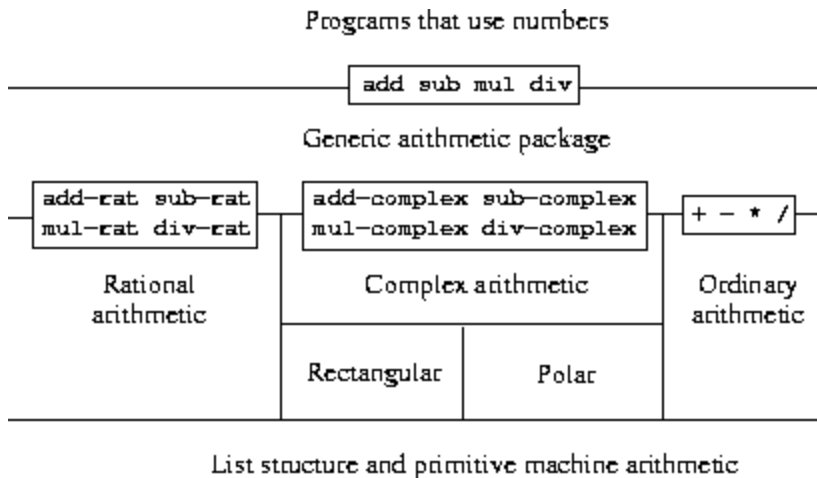 Programs that use numbers
add sub mul div
Generic arithmetic package
add-rat sub-rat
mul-rat div-rat
add-complex sub-complex
mul-complex div-complex
+ - * /
Rational
arithmetic
Complex arithmetic
Ordinary
arithmetic
Rectangular
Polar
List structure and primitive machine arithmetic